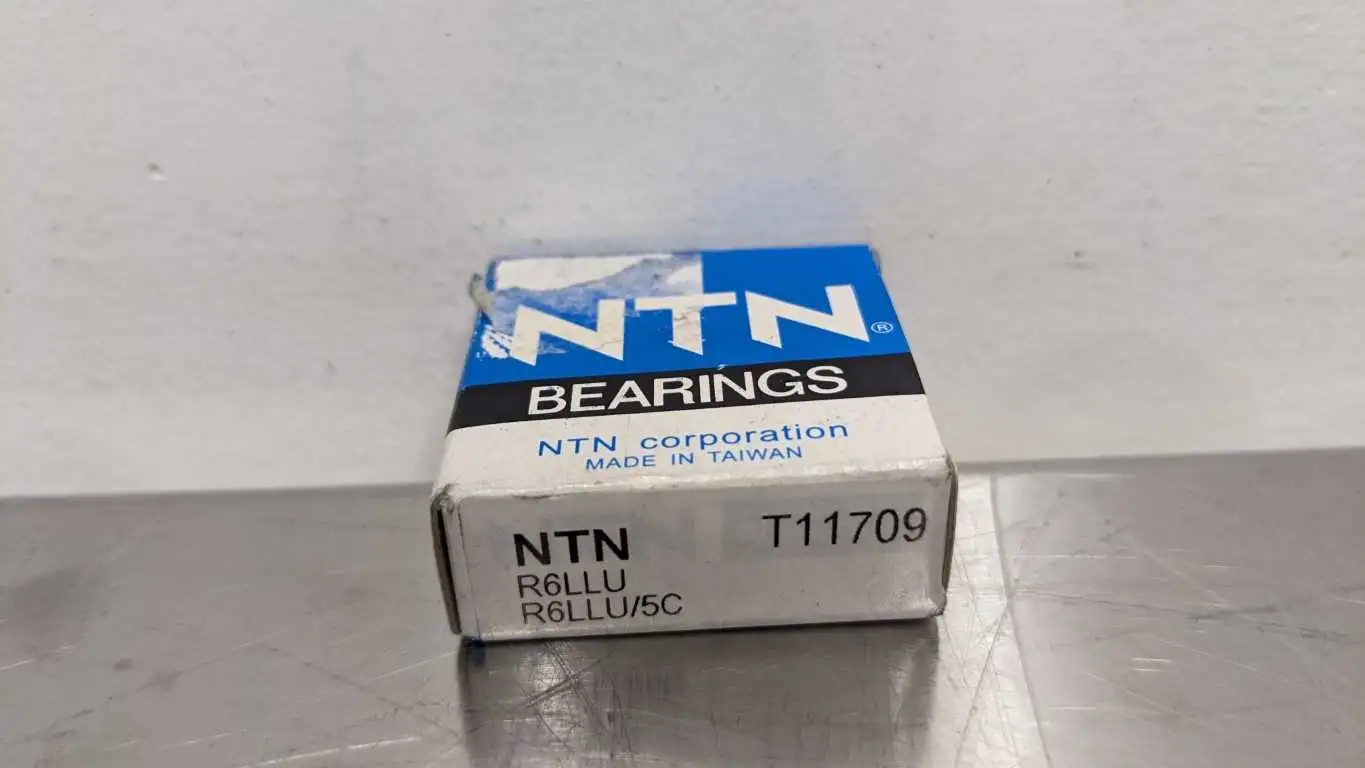 NTN®
BEARINGS
NTN corporation
MADE IN TAIWAN
NTN T11709
R6LLU
R6LLU/5C